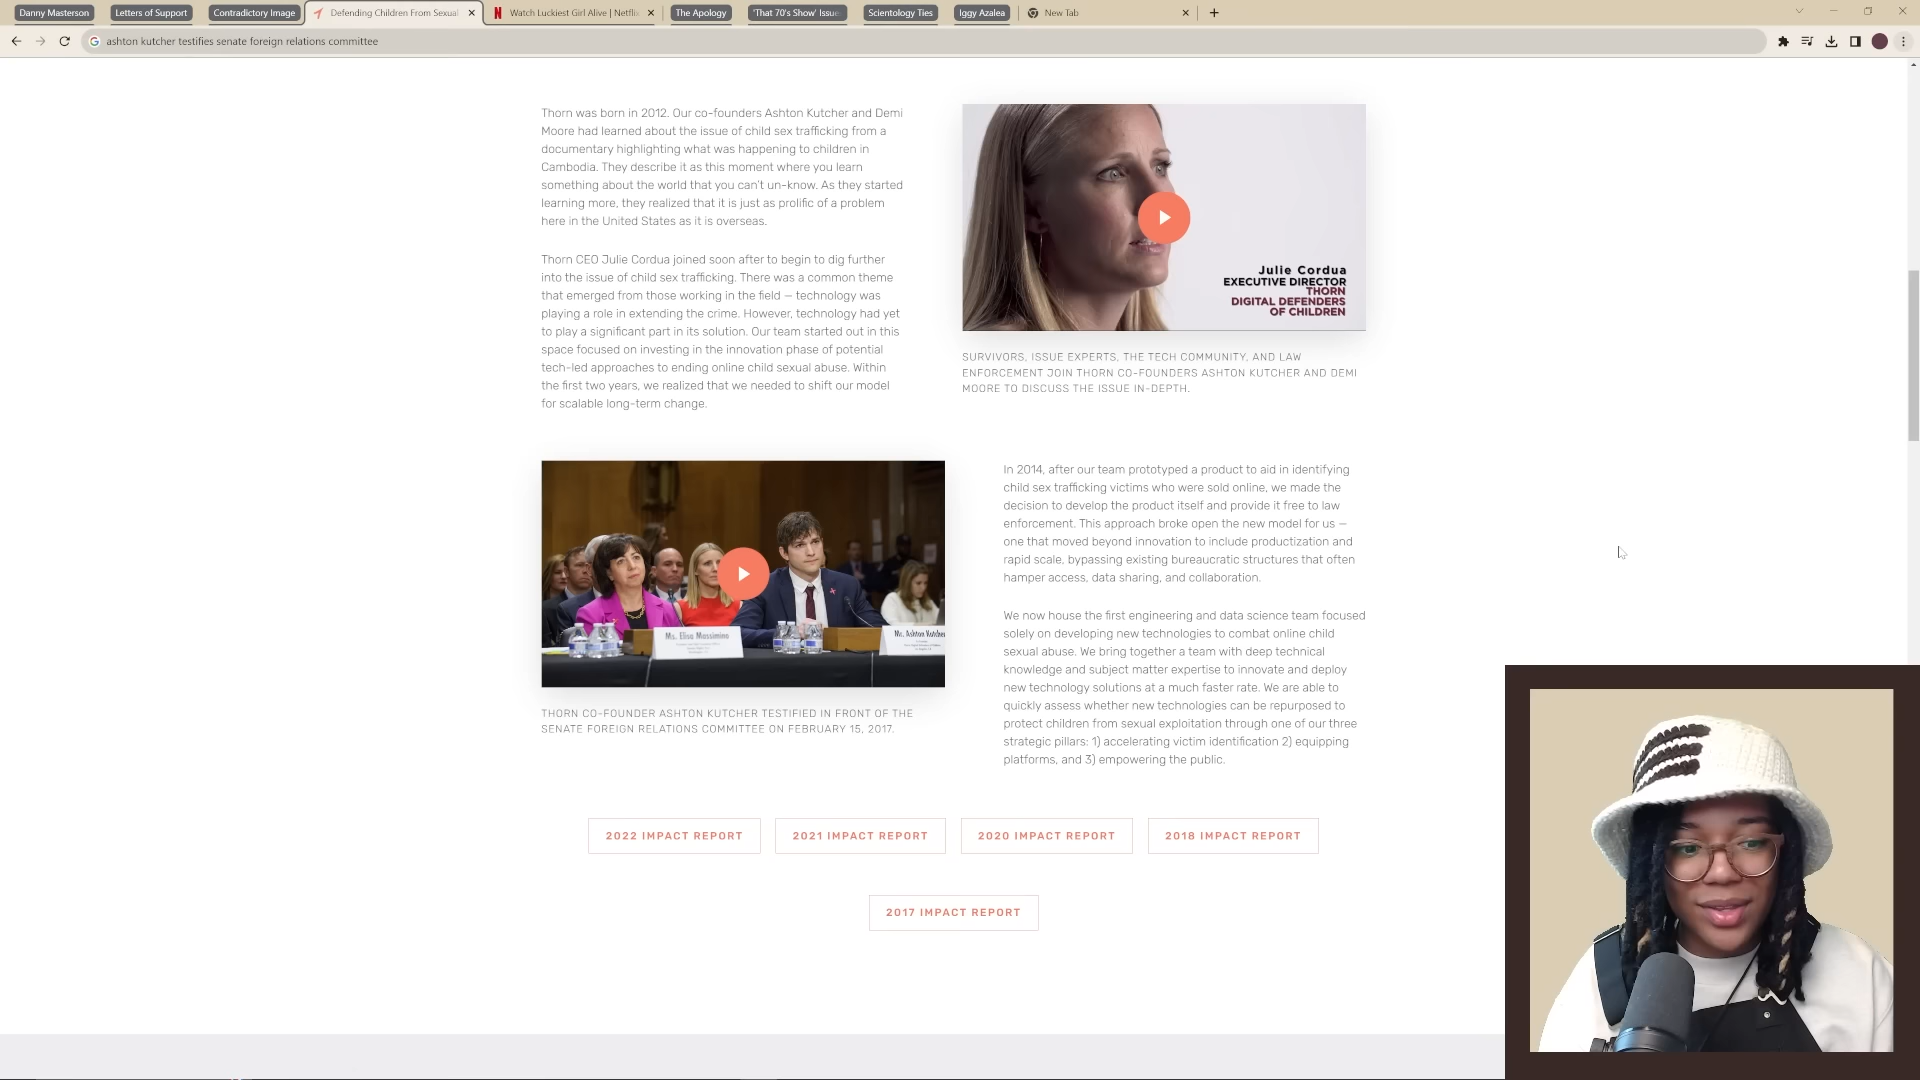 Danny Masterson
Letters of Support
Contradictory Image
Defending Children From Sexual
Watch Luckiest Girl Alive | Netfli
The Apology
'That 70's Show' Issue
Scientology Ties
Iggy Azalea
New Tab
ashton kutcher testifies senate foreign relations committee
Thorn was born in 2012. Our co-founders Ashton Kutcher and Demi
Moore had learned about the issue of child sex trafficking from a
documentary highlighting what was happening to children in
Cambodia. They describe it as this moment where you learn
something about the world that you can't un-know. As they started
learning more, they realized that it is just as prolific of a problem
here in the United States as it is overseas.
Thorn CEO Julie Cordua joined soon after to begin to dig further
into the issue of child sex trafficking. There was a common theme
that emerged from those working in the field — technology was
playing a role in extending the crime. However, technology had yet
to play a significant part in its solution. Our team started out in this
space focused on investing in the innovation phase of potential
tech-led approaches to ending online child sexual abuse. Within
the first two years, we realized that we needed to shift our model
for scalable long-term change.
Julie Cordua
EXECUTIVE DIRECTOR
THORN
DIGITAL DEFENDERS
OF CHILDREN
SURVIVORS, ISSUE EXPERTS, THE TECH COMMUNITY, AND LAW
ENFORCEMENT JOIN THORN CO-FOUNDERS ASHTON KUTCHER AND DEMI
MOORE TO DISCUSS THE ISSUE IN-DEPTH.
Ms. Elisa Massimino
Mr. Ashton Kutcher
THORN CO-FOUNDER ASHTON KUTCHER TESTIFIED IN FRONT OF THE
SENATE FOREIGN RELATIONS COMMITTEE ON FEBRUARY 15, 2017.
In 2014, after our team prototyped a product to aid in identifying
child sex trafficking victims who were sold online, we made the
decision to develop the product itself and provide it free to law
enforcement. This approach broke open the new model for us —
one that moved beyond innovation to include productization and
rapid scale, bypassing existing bureaucratic structures that often
hamper access, data sharing, and collaboration.
We now house the first engineering and data science team focused
solely on developing new technologies to combat online child
sexual abuse. We bring together a team with deep technical
knowledge and subject matter expertise to innovate and deploy
new technology solutions at a much faster rate. We are able to
quickly assess whether new technologies can be repurposed to
protect children from sexual exploitation through one of our three
strategic pillars: 1) accelerating victim identification 2) equipping
platforms, and 3) empowering the public.
2022 IMPACT REPORT
2021 IMPACT REPORT
2020 IMPACT REPORT
2018 IMPACT REPORT
2017 IMPACT REPORT